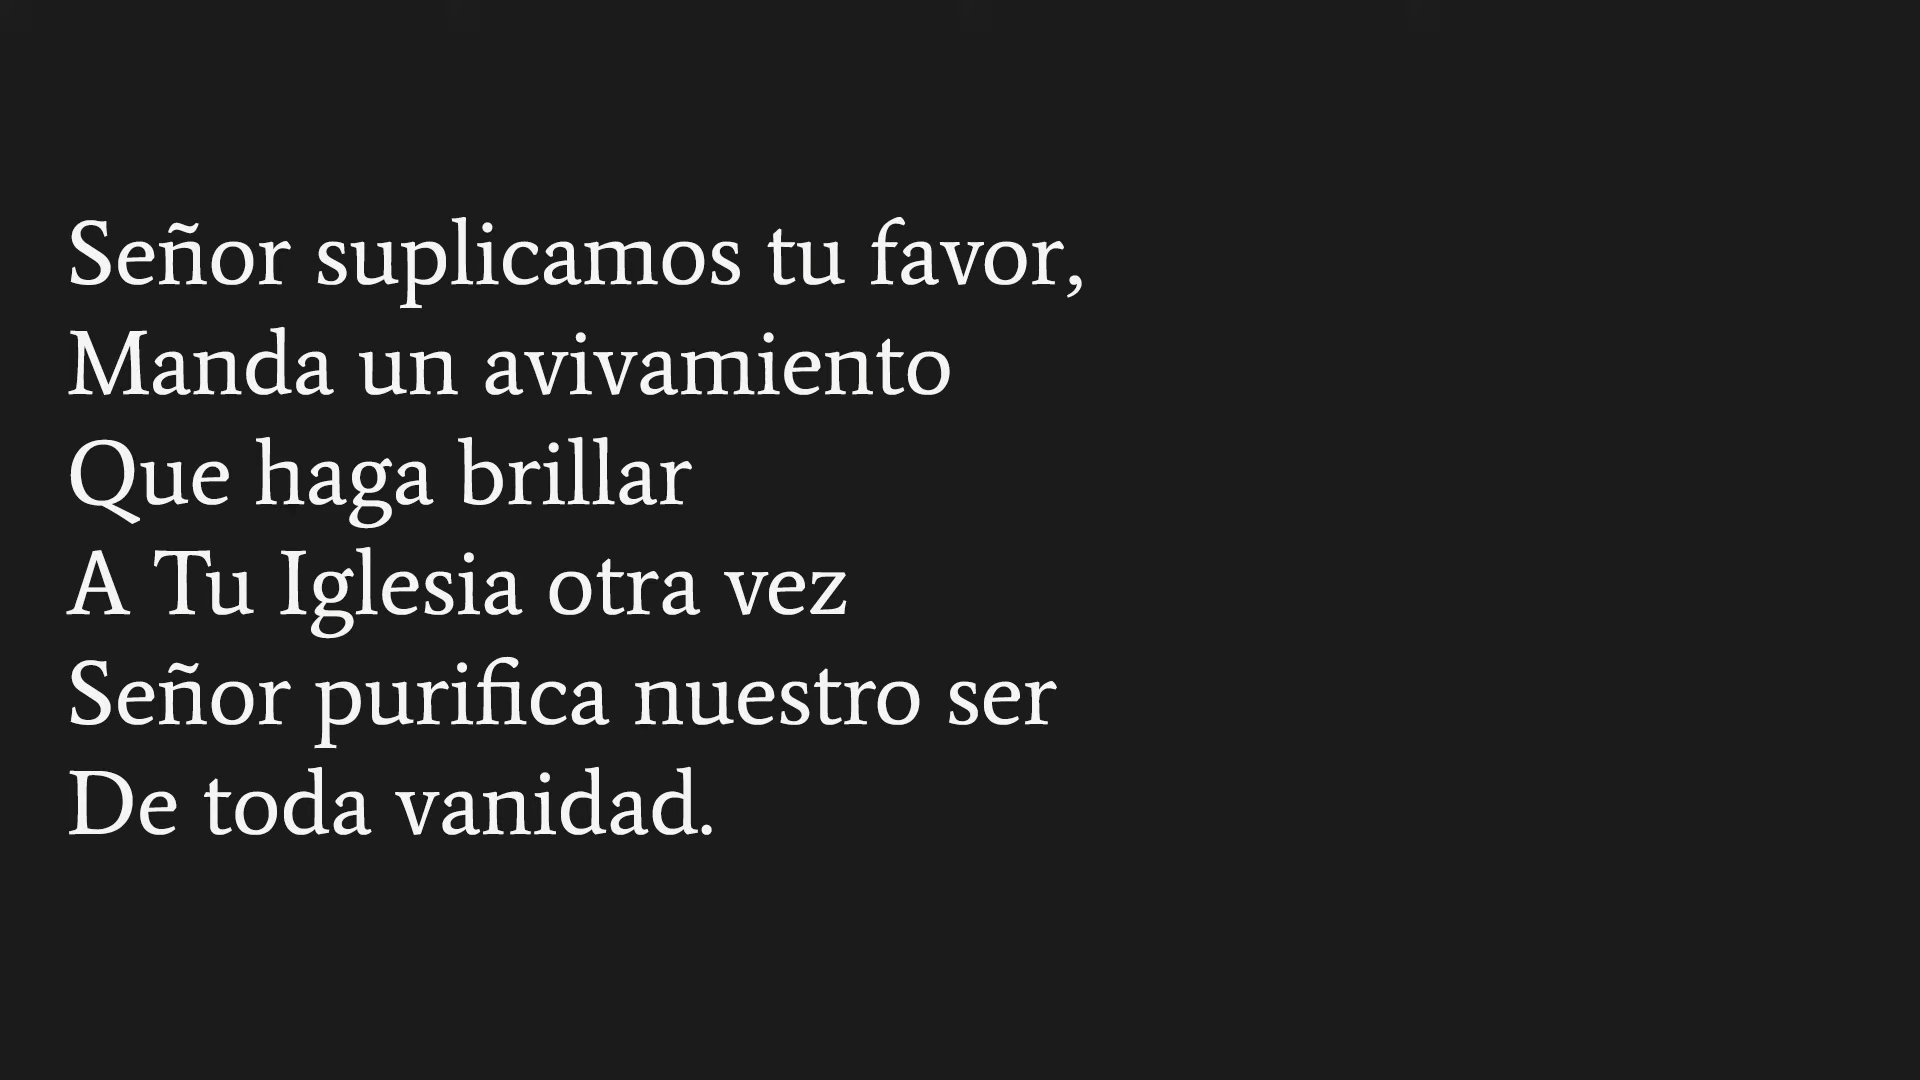 Señor suplicamos tu favor,
Manda un avivamiento
Que haga brillar
A Tu Iglesia otra vez
Señor purifica nuestro ser
De toda vanidad.